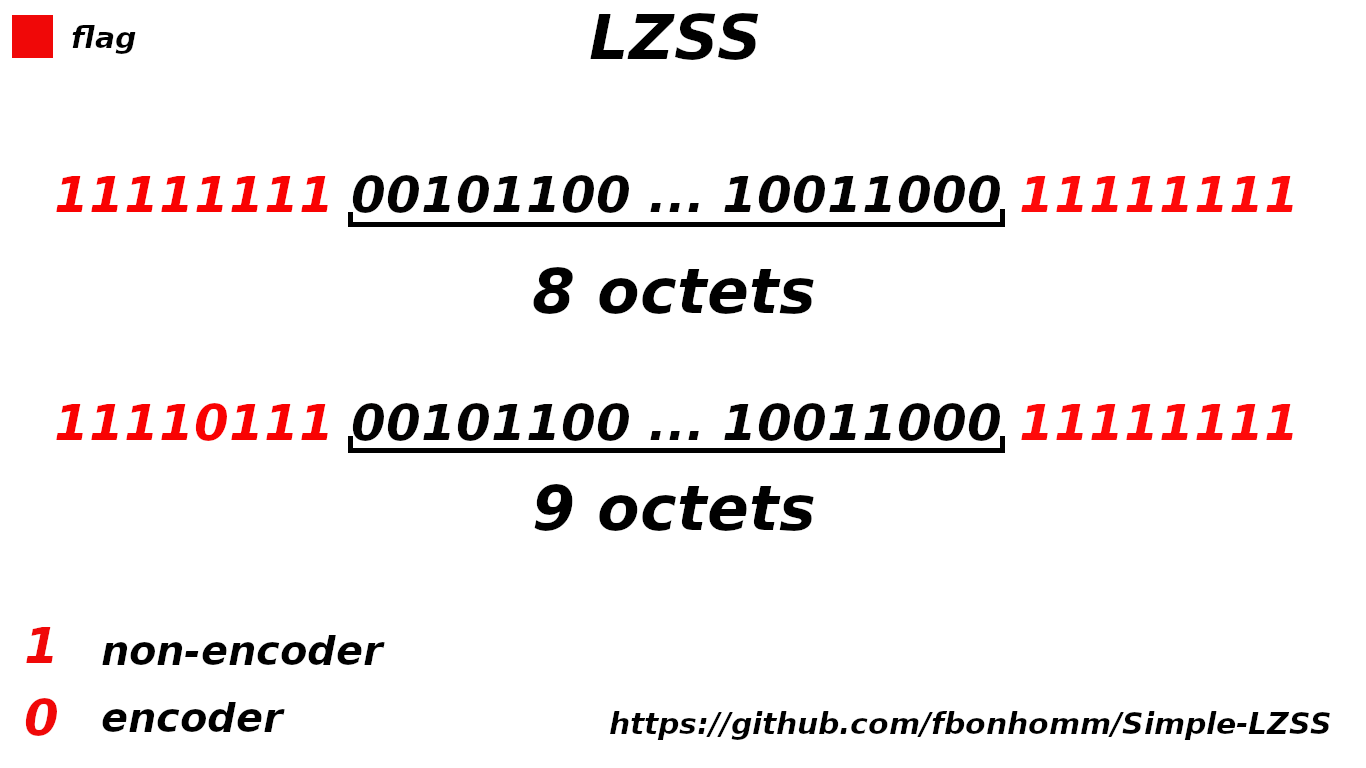 flag
LZSS
11111111 00101100 ... 10011000 11111111
8 octets
11110111 00101100 ... 10011000 11111111
9 octets
1 non-encoder
0 encoder
https://github.com/fbonhomm/Simple-LZSS